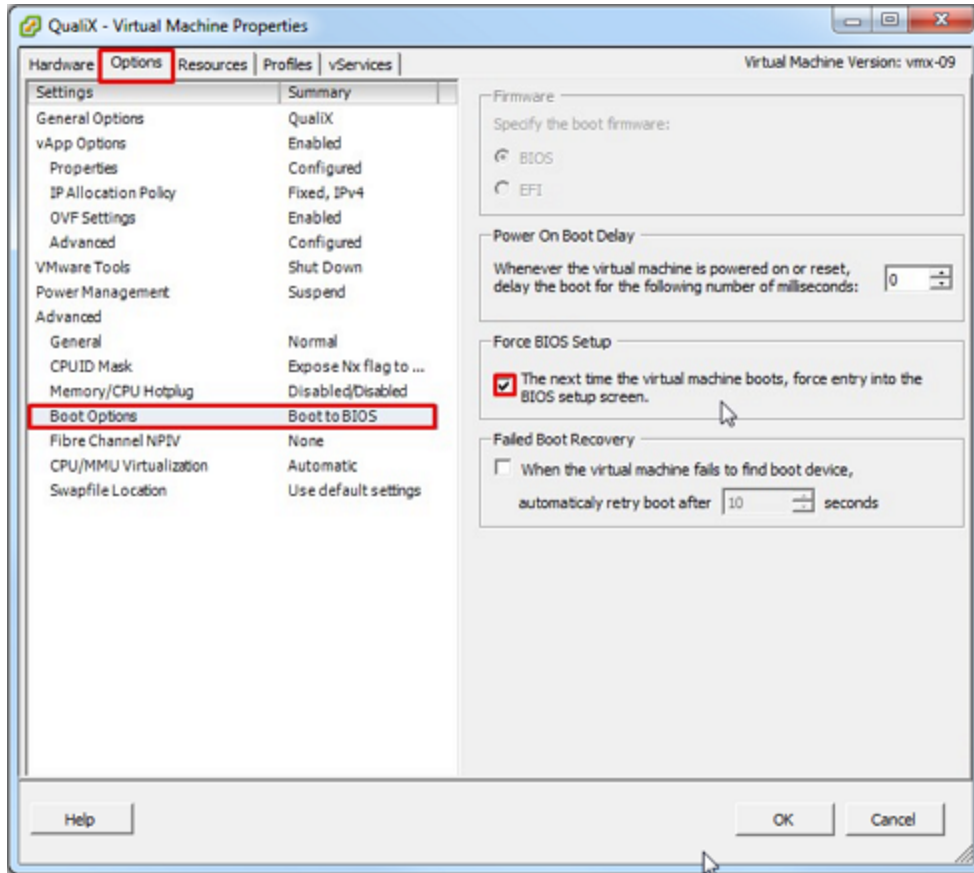 QualiX - Virtual Machine Properties
Hardware Options Resources Profiles vServices Virtual Machine Version: vmx-09
Settings Summary
General Options QualiX
vApp Options Enabled
Properties Configured
IP Allocation Policy Fixed, IPv4
OVF Settings Enabled
Advanced Configured
VMware Tools Shut Down
Power Management Suspend
Advanced
General Normal
CPUID Mask Expose Nx flag to ...
Memory/CPU Hotplug Disabled/Disabled
Boot Options Boot to BIOS
Fibre Channel NPIV None
CPU/MMU Virtualization Automatic
Swapfile Location Use default settings
Firmware
Specify the boot firmware:
BIOS
EFI
Power On Boot Delay
Whenever the virtual machine is powered on or reset,
delay the boot for the following number of milliseconds: 0
Force BIOS Setup
The next time the virtual machine boots, force entry into the
BIOS setup screen.
Failed Boot Recovery
When the virtual machine fails to find boot device,
automaticaly retry boot after 10 seconds
Help OK Cancel